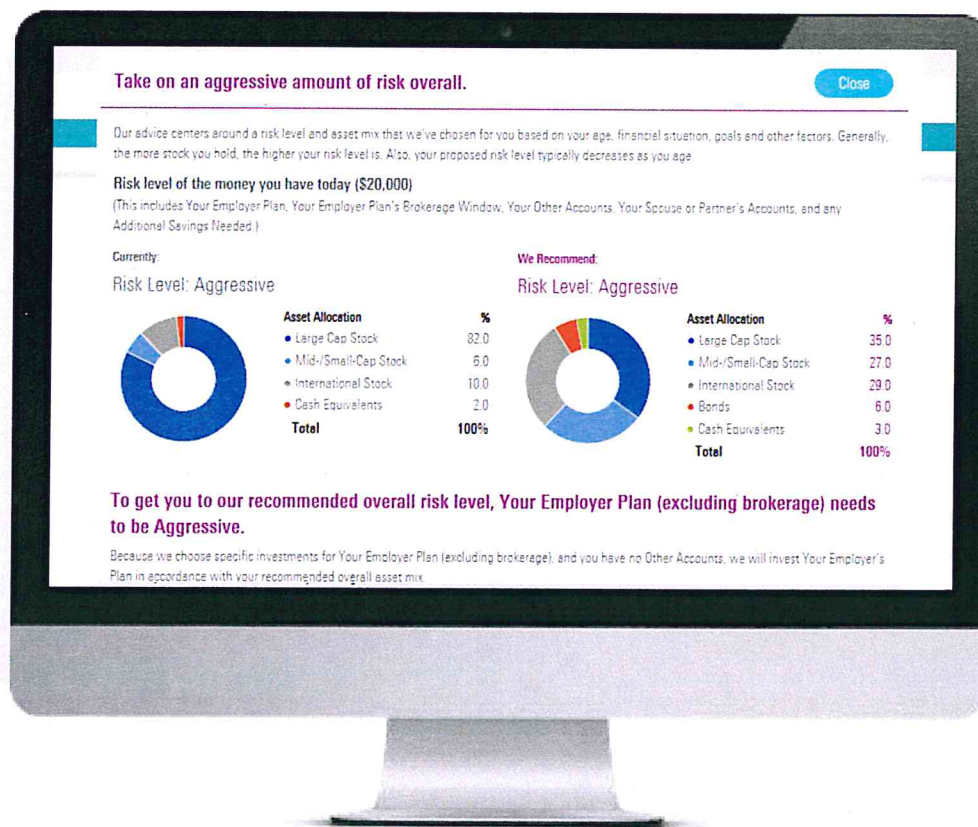 Take on an aggressive amount of risk overall.
Close
Our advice centers around a risk level and asset mix that we've chosen for you based on your age, financial situation, goals and other factors. Generally,
the more stock you hold, the higher your risk level is. Also, your proposed risk level typically decreases as you age.
Risk level of the money you have today ($20,000)
(This includes Your Employer Plan, Your Employer Plan's Brokerage Window, Your Other Accounts, Your Spouse or Partner's Accounts, and any
Additional Savings Needed.)
Currently:
Risk Level: Aggressive
Asset Allocation %
Large Cap Stock 82.0
Mid-/Small-Cap Stock 6.0
International Stock 10.0
Cash Equivalents 2.0
Total 100%
We Recommend:
Risk Level: Aggressive
Asset Allocation %
Large Cap Stock 35.0
Mid-/Small-Cap Stock 27.0
International Stock 29.0
Bonds 6.0
Cash Equivalents 3.0
Total 100%
To get you to our recommended overall risk level, Your Employer Plan (excluding brokerage) needs
to be Aggressive.
Because we choose specific investments for Your Employer Plan (excluding brokerage), and you have no Other Accounts, we will invest Your Employer's
Plan in accordance with your recommended overall asset mix.